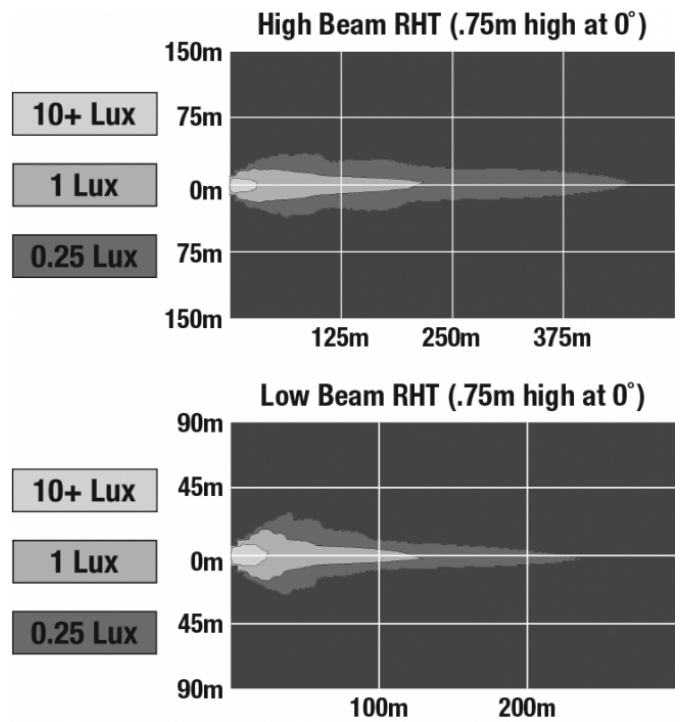 High Beam RHT (.75m high at 0˚)
150m
10+ Lux
75m
1 Lux
0m
0.25 Lux
75m
150m
125m 250m 375m
Low Beam RHT (.75m high at 0˚)
90m
10+ Lux
45m
1 Lux
0m
0.25 Lux
45m
90m
100m 200m